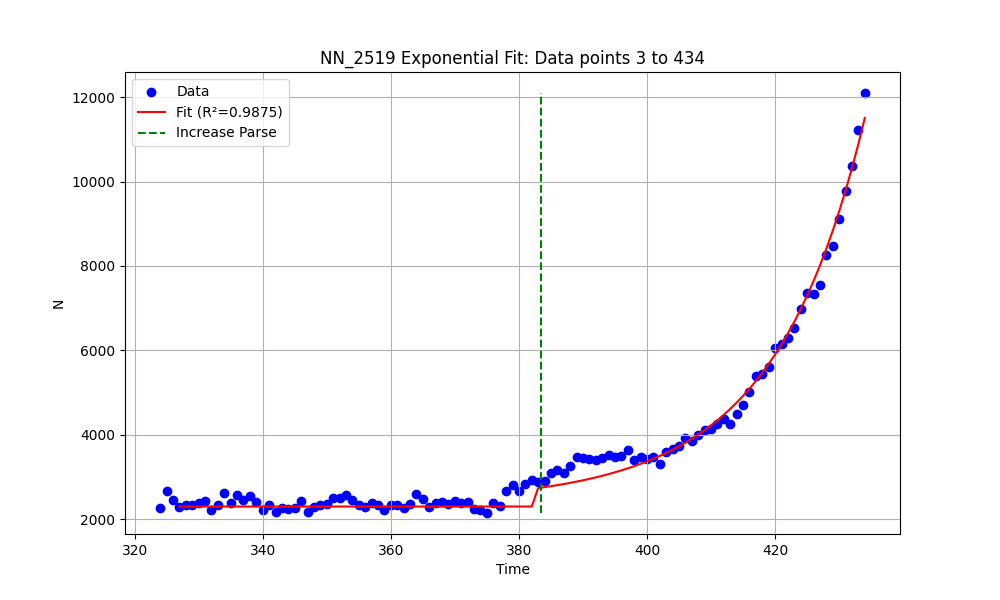 NN_2519 Exponential Fit: Data points 3 to 434
Data
Fit (R²=0.9875)
Increase Parse
12000
10000
8000
6000
4000
2000
N
320
340
360
380
400
420
Time